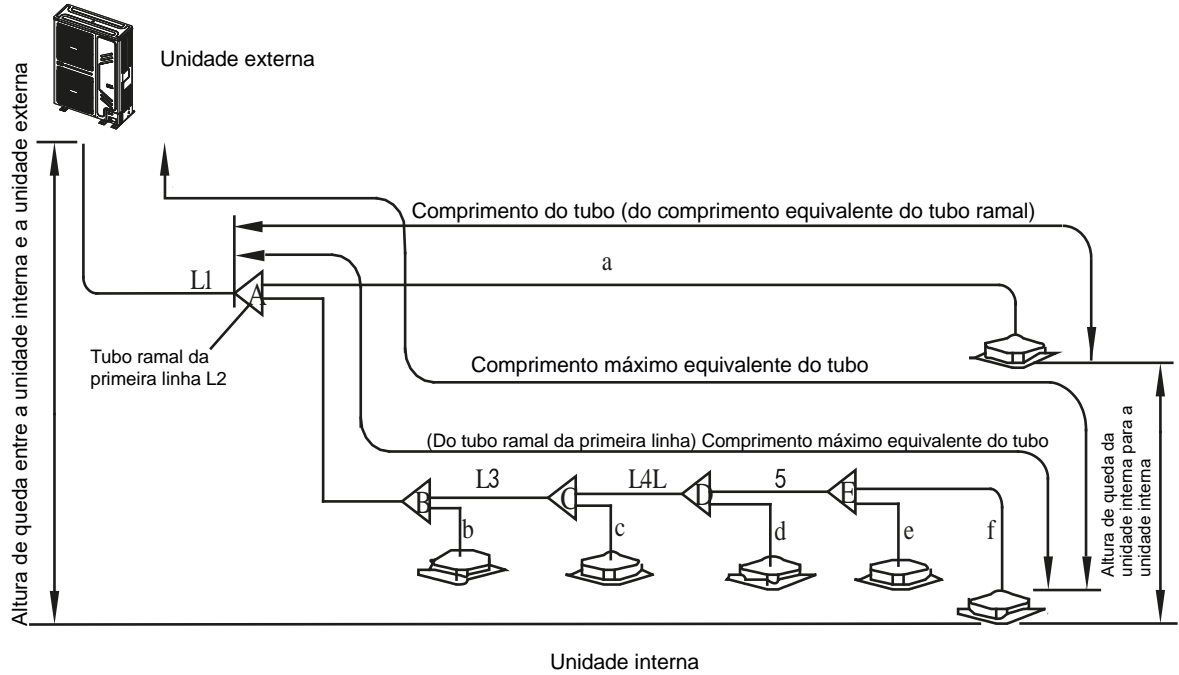 Unidade externa
Altura de queda entre a unidade interna e a unidade externa
Comprimento do tubo (do comprimento equivalente do tubo ramal)
a
L1
A
Tubo ramal da
primeira linha L2
Comprimento máximo equivalente do tubo
(Do tubo ramal da primeira linha) Comprimento máximo equivalente do tubo
Altura de queda da
unidade interna para a
unidade interna
B
L3
C
L4L
D
5
E
b
c
d
e
f
Unidade interna